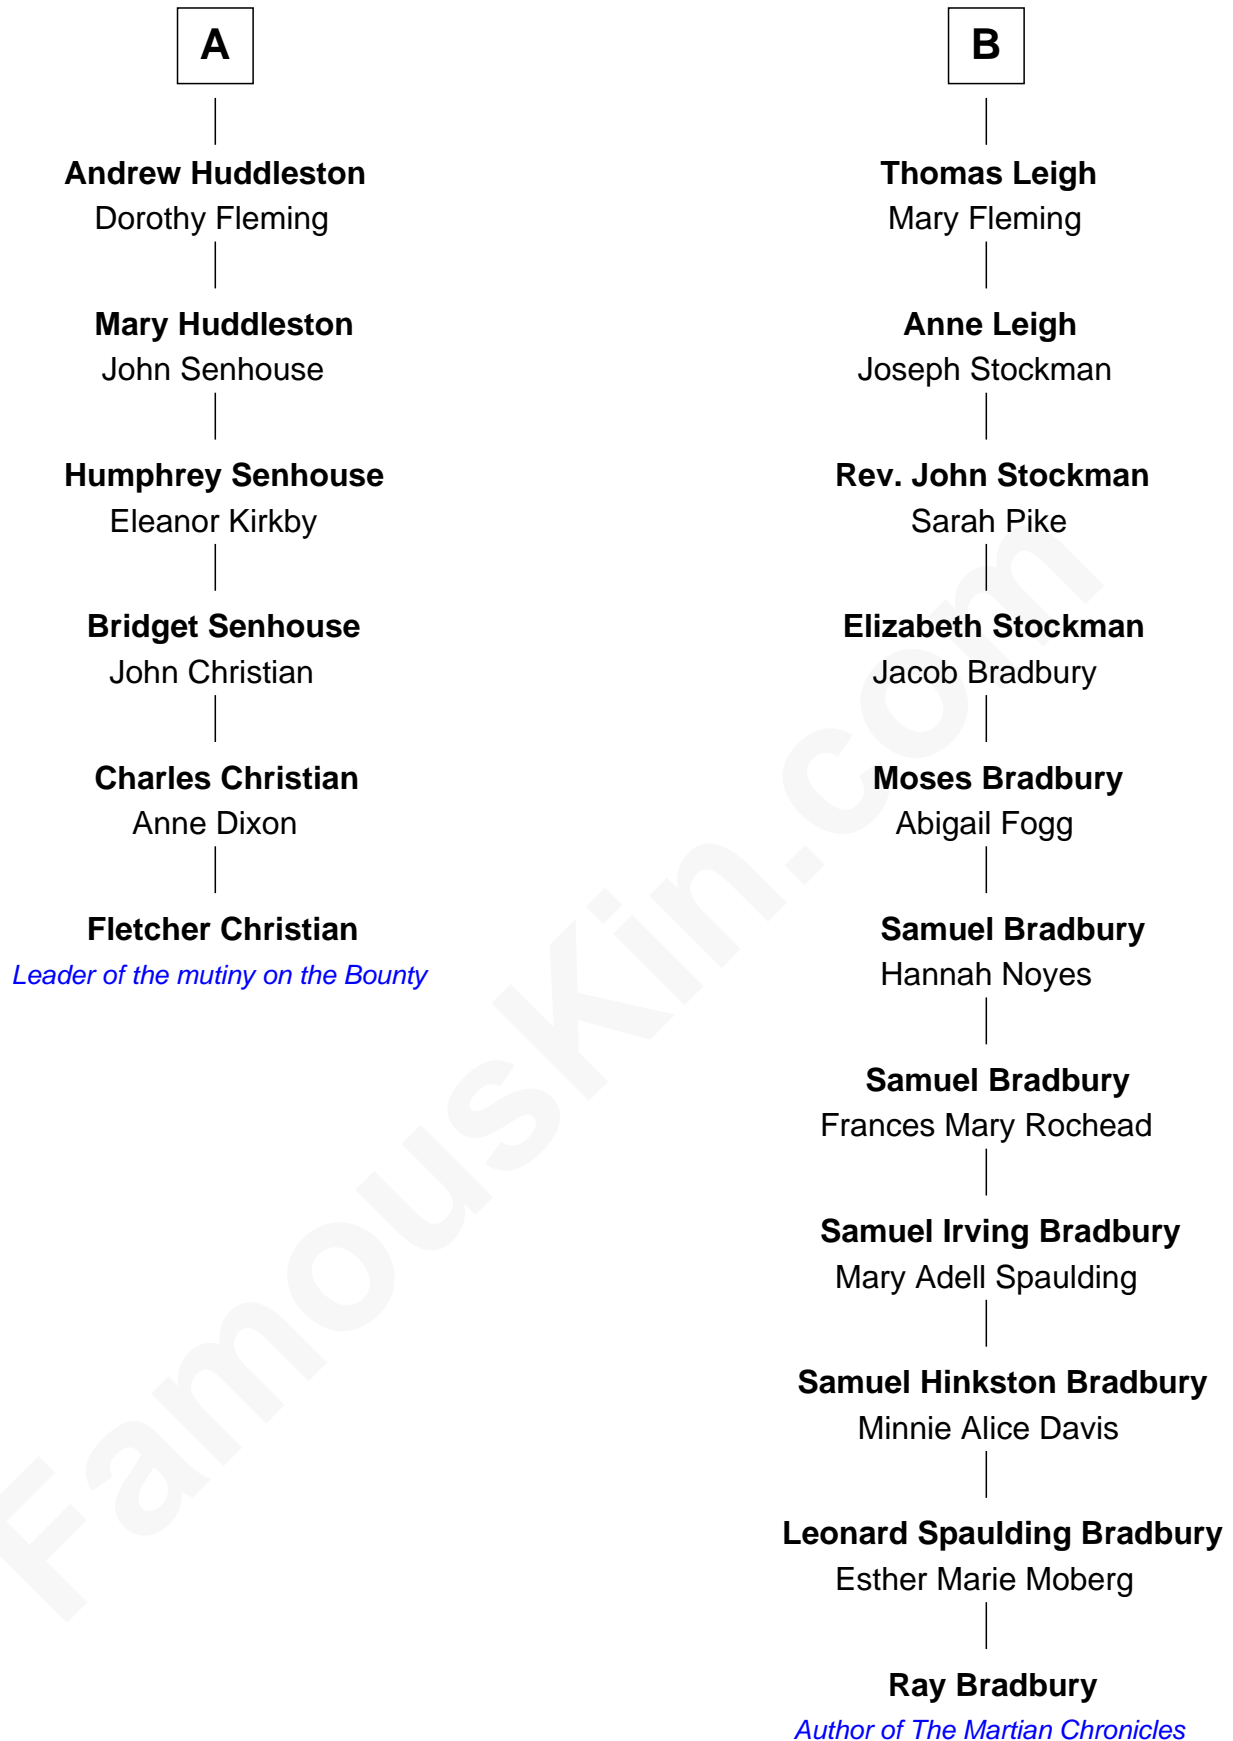 A
Andrew Huddleston
Dorothy Fleming
Mary Huddleston
John Senhouse
Humphrey Senhouse
Eleanor Kirkby
Bridget Senhouse
John Christian
Charles Christian
Anne Dixon
Fletcher Christian
Leader of the mutiny on the Bounty
B
Thomas Leigh
Mary Fleming
Anne Leigh
Joseph Stockman
Rev. John Stockman
Sarah Pike
Elizabeth Stockman
Jacob Bradbury
Moses Bradbury
Abigail Fogg
Samuel Bradbury
Hannah Noyes
Samuel Bradbury
Frances Mary Rochead
Samuel Irving Bradbury
Mary Adell Spaulding
Samuel Hinkston Bradbury
Minnie Alice Davis
Leonard Spaulding Bradbury
Esther Marie Moberg
Ray Bradbury
Author of The Martian Chronicles
FamousKin.com